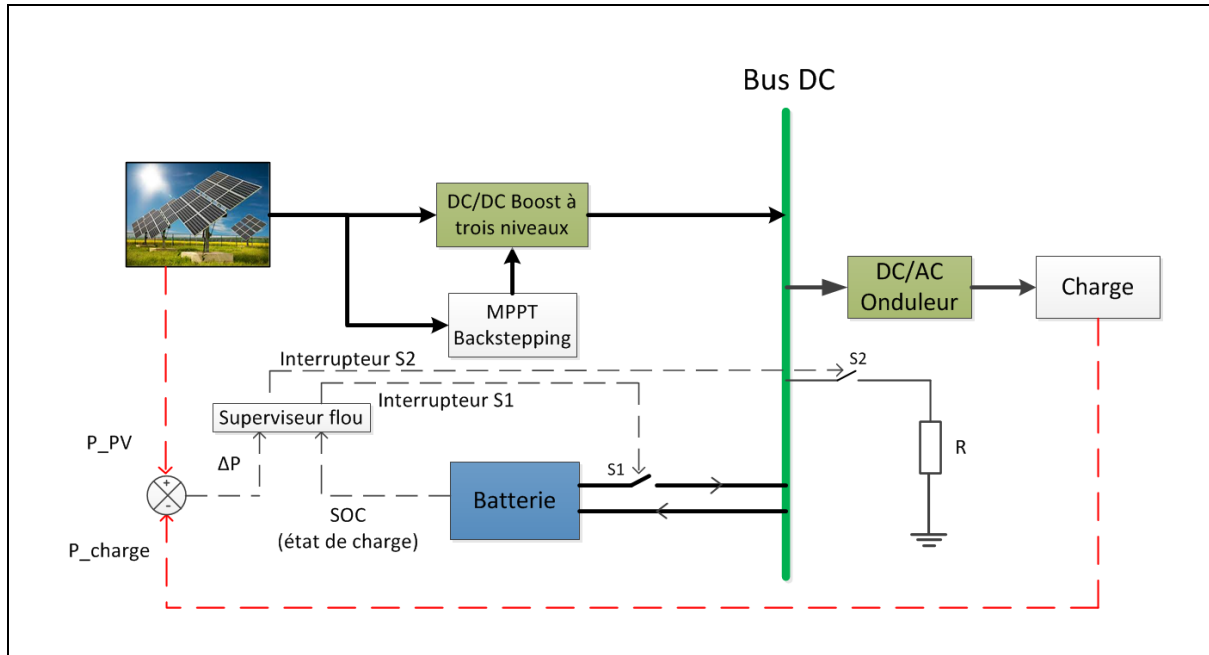 Bus DC
DC/DC Boost à
trois niveaux
DC/AC
Onduleur
Charge
MPPT
Backstepping
Interrupteur S2
S2
Interrupteur S1
Superviseur flou
P_PV
ΔP
R
S1
+
-
Batterie
SOC
(état de charge)
P_charge